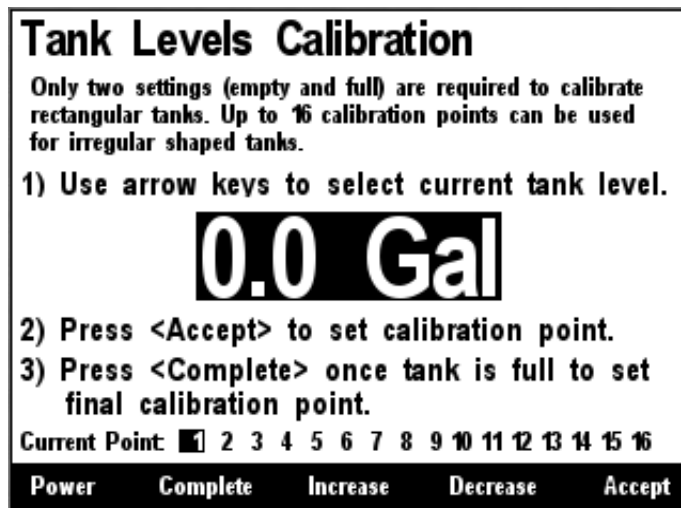 Tank Levels Calibration
Only two settings (empty and full) are required to calibrate
rectangular tanks. Up to 16 calibration points can be used
for irregular shaped tanks.
1) Use arrow keys to select current tank level.
0.0 Gal
2) Press <Accept> to set calibration point.
3) Press <Complete> once tank is full to set
final calibration point.
Current Point: 1 2 3 4 5 6 7 8 9 10 11 12 13 14 15 16
Power Complete Increase Decrease Accept